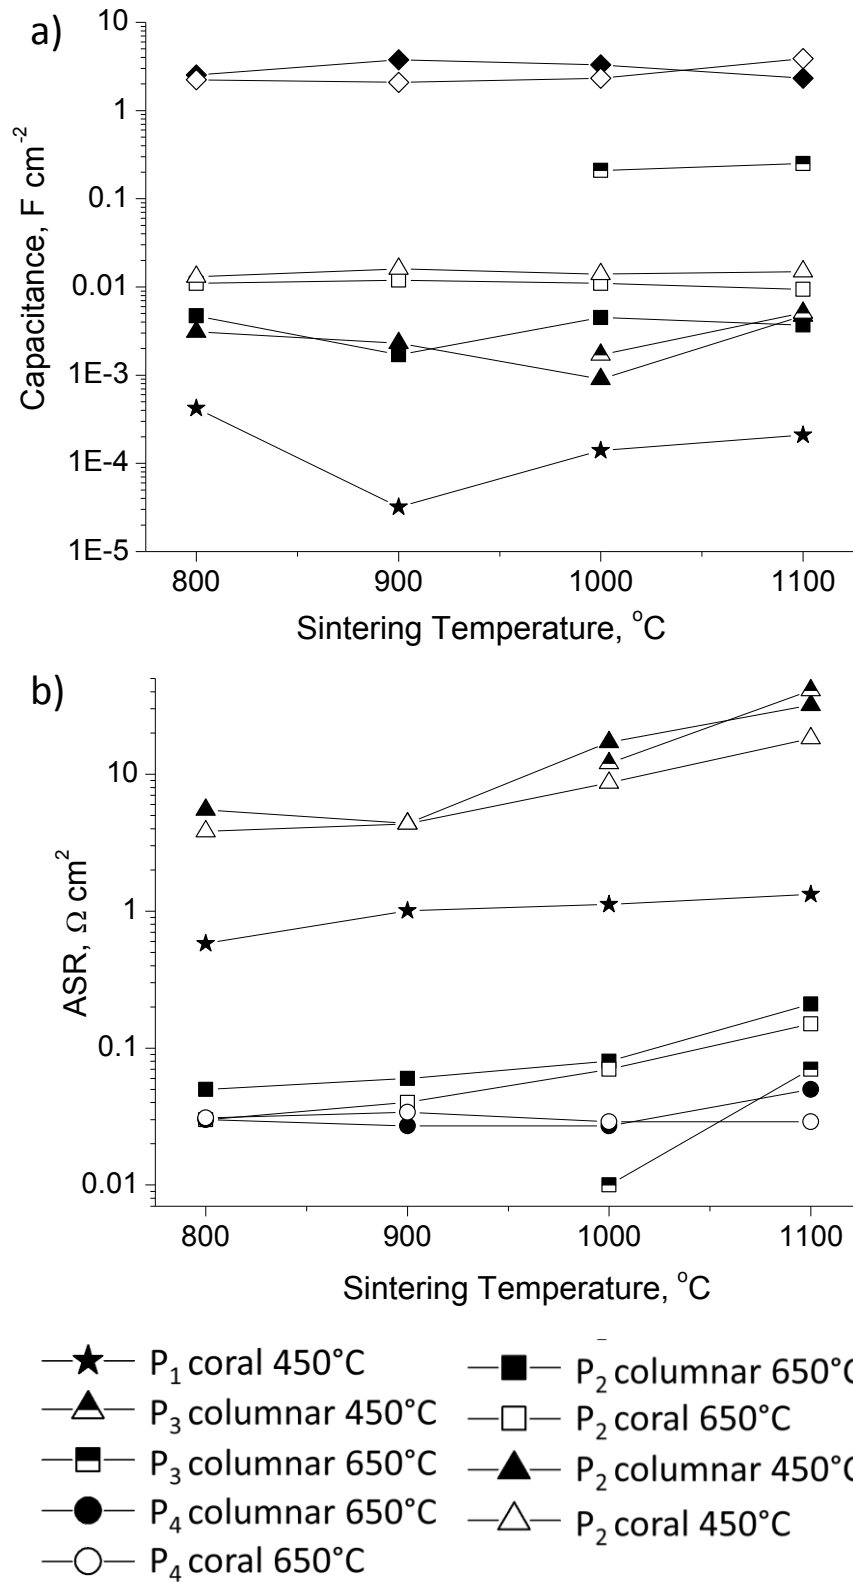 a)
10
1
0.1
0.01
1E-3
1E-4
1E-5
Capacitance, F cm⁻²
800 900 1000 1100
Sintering Temperature, °C
b)
10
1
0.1
0.01
ASR, Ω cm²
800 900 1000 1100
Sintering Temperature, °C
P₁ coral 450°C
P₃ columnar 450°C
P₃ columnar 650°C
P₄ columnar 650°C
P₄ coral 650°C
P₂ columnar 650°C
P₂ coral 650°C
P₂ columnar 450°C
P₂ coral 450°C